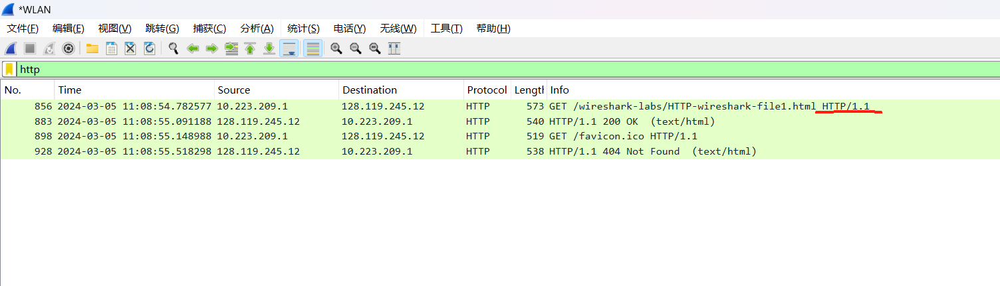 *WLAN
文件(F) 编辑(E) 视图(V) 跳转(G) 捕获(C) 分析(A) 统计(S) 电话(Y) 无线(W) 工具(T) 帮助(H)
http
No. Time Source Destination Protocol Length Info
856 2024-03-05 11:08:54.782577 10.223.209.1 128.119.245.12 HTTP 573 GET /wireshark-labs/HTTP-wireshark-file1.html HTTP/1.1
883 2024-03-05 11:08:55.091188 128.119.245.12 10.223.209.1 HTTP 540 HTTP/1.1 200 OK (text/html)
898 2024-03-05 11:08:55.148988 10.223.209.1 128.119.245.12 HTTP 519 GET /favicon.ico HTTP/1.1
928 2024-03-05 11:08:55.518298 128.119.245.12 10.223.209.1 HTTP 538 HTTP/1.1 404 Not Found (text/html)